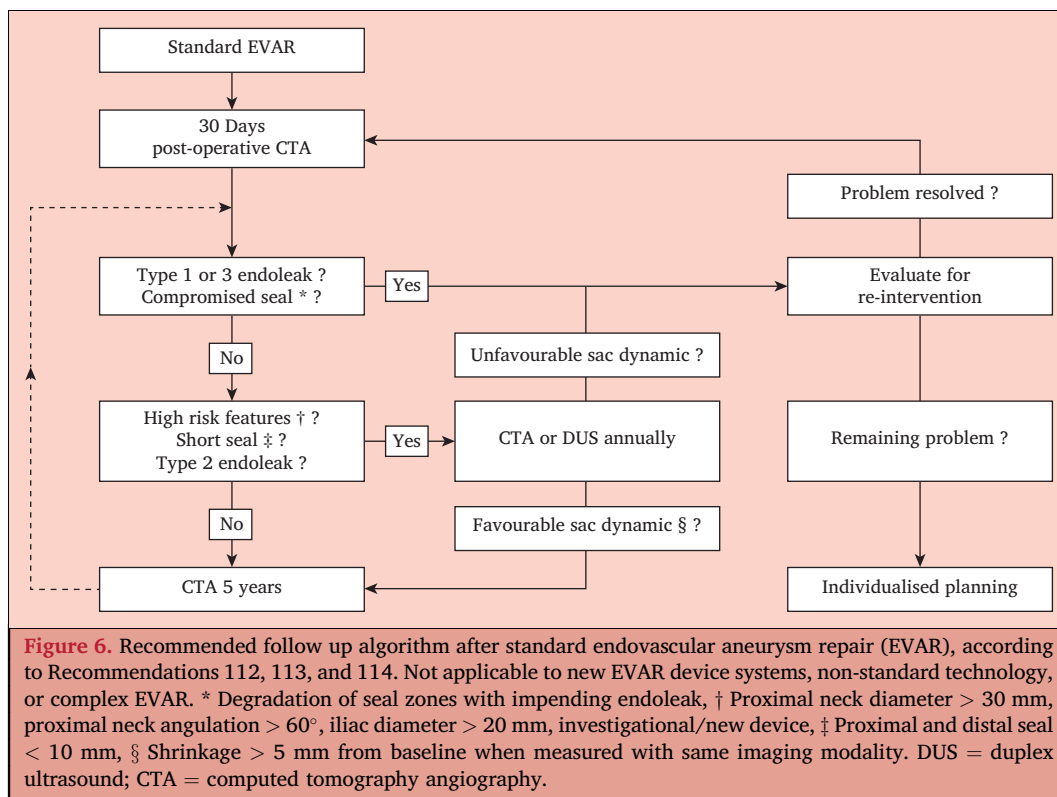 Standard EVAR
30 Days
post-operative CTA
Problem resolved ?
Type 1 or 3 endoleak ?
Compromised seal * ?
Yes
Evaluate for
re-intervention
No
Unfavourable sac dynamic ?
High risk features † ?
Short seal ‡ ?
Type 2 endoleak ?
Yes
CTA or DUS annually
Remaining problem ?
No
Favourable sac dynamic § ?
CTA 5 years
Individualised planning
Figure 6. Recommended follow up algorithm after standard endovascular aneurysm repair (EVAR), according
to Recommendations 112, 113, and 114. Not applicable to new EVAR device systems, non-standard technology,
or complex EVAR. * Degradation of seal zones with impending endoleak, † Proximal neck diameter > 30 mm,
proximal neck angulation > 60°, iliac diameter > 20 mm, investigational/new device, ‡ Proximal and distal seal
< 10 mm, § Shrinkage > 5 mm from baseline when measured with same imaging modality. DUS = duplex
ultrasound; CTA = computed tomography angiography.